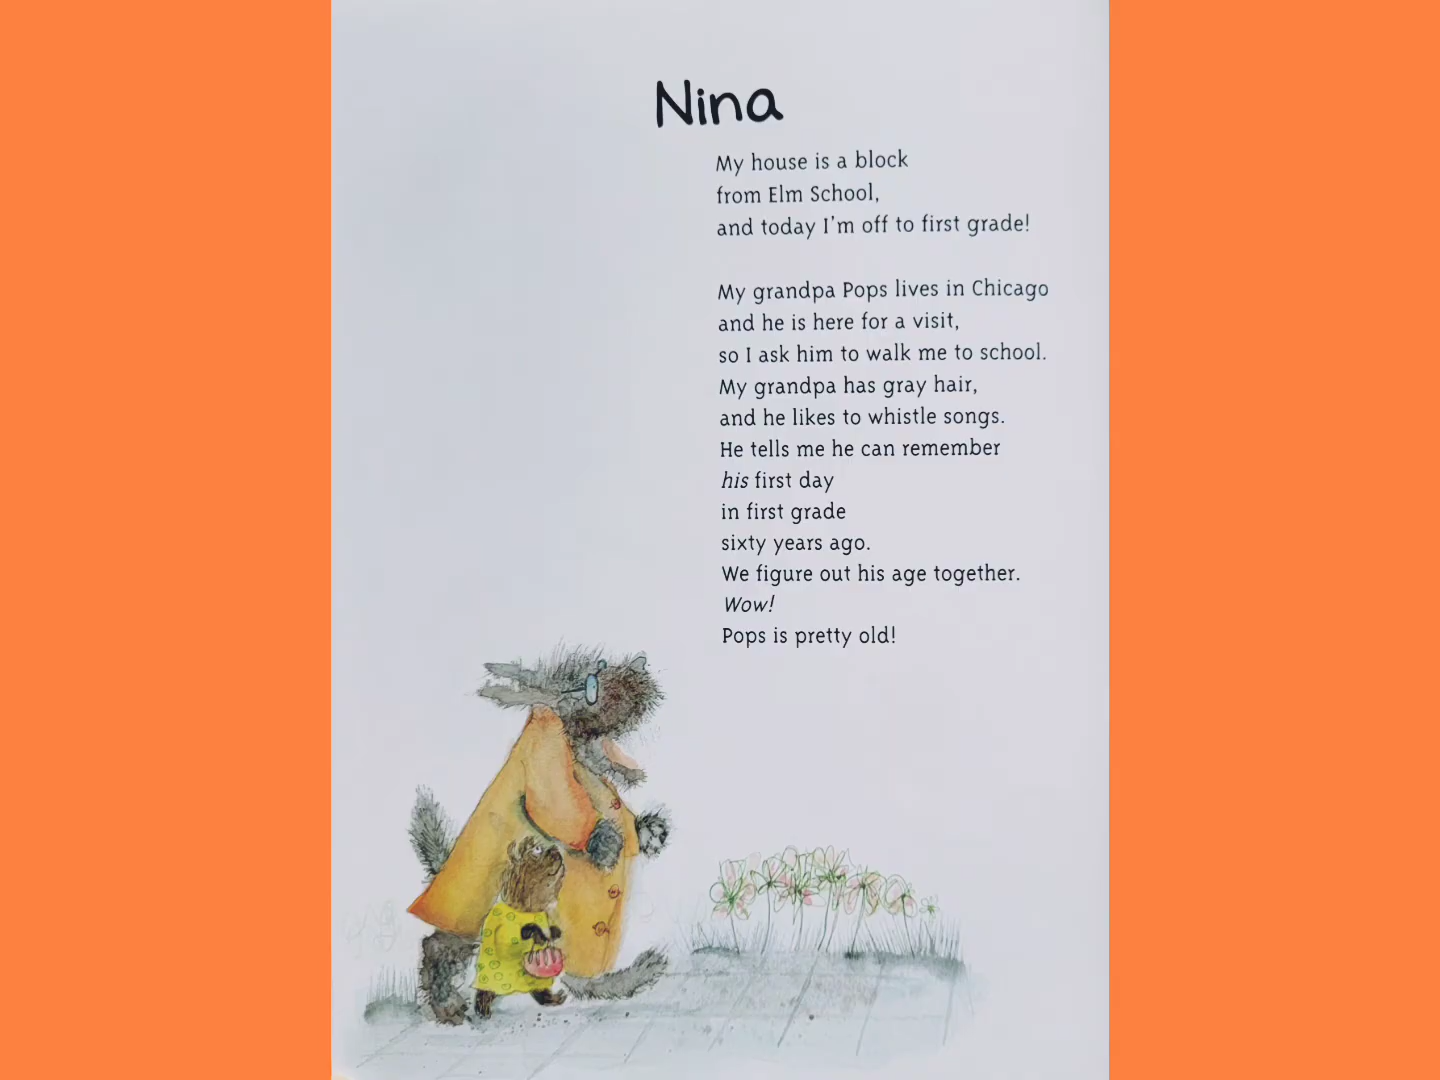 Nina
My house is a block
from Elm School,
and today I'm off to first grade!
My grandpa Pops lives in Chicago
and he is here for a visit,
so I ask him to walk me to school.
My grandpa has gray hair,
and he likes to whistle songs.
He tells me he can remember
his first day
in first grade
sixty years ago.
We figure out his age together.
Wow!
Pops is pretty old!